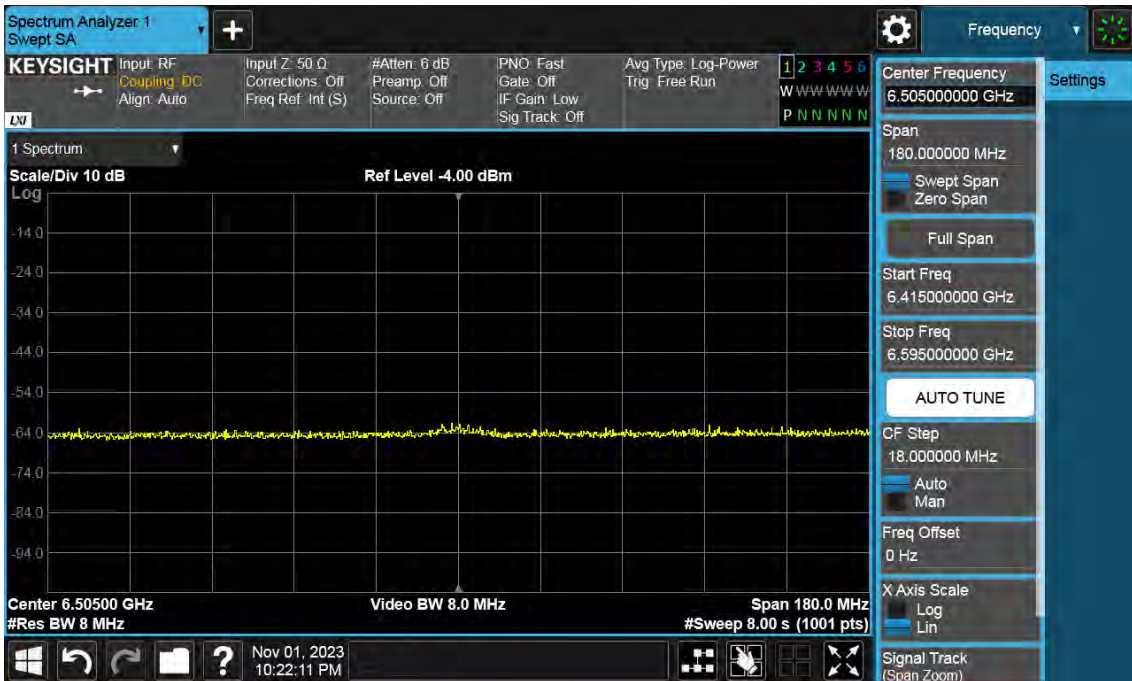 Spectrum Analyzer 1
Swept SA
Frequency
KEYSIGHT
LXI
Input: RF
Coupling: DC
Align: Auto
Input Z: 50 Ω
Corrections: Off
Freq Ref: Int (S)
#Atten: 6 dB
Preamp: Off
Source: Off
PNO: Fast
Gate: Off
IF Gain: Low
Sig Track: Off
Avg Type: Log-Power
Trig: Free Run
1 2 3 4 5 6
W W W W W W
P N N N N N
1 Spectrum
Scale/Div 10 dB
Ref Level -4.00 dBm
Log
-14.0
-24.0
-34.0
-44.0
-54.0
-64.0
-74.0
-84.0
-94.0
Center 6.50500 GHz
Video BW 8.0 MHz
Span 180.0 MHz
#Res BW 8 MHz
#Sweep 8.00 s (1001 pts)
Center Frequency
6.505000000 GHz
Settings
Span
180.000000 MHz
Swept Span
Zero Span
Full Span
Start Freq
6.415000000 GHz
Stop Freq
6.595000000 GHz
AUTO TUNE
CF Step
18.000000 MHz
Auto
Man
Freq Offset
0 Hz
X Axis Scale
Log
Lin
Signal Track
(Span Zoom)
?
Nov 01, 2023
10:22:11 PM